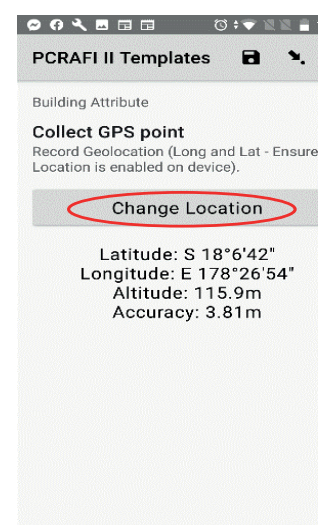 PCRAFI II Templates
Building Attribute
Collect GPS point
Record Geolocation (Long and Lat - Ensure
Location is enabled on device).
Change Location
Latitude: S 18°6'42"
Longitude: E 178°26'54"
Altitude: 115.9m
Accuracy: 3.81m